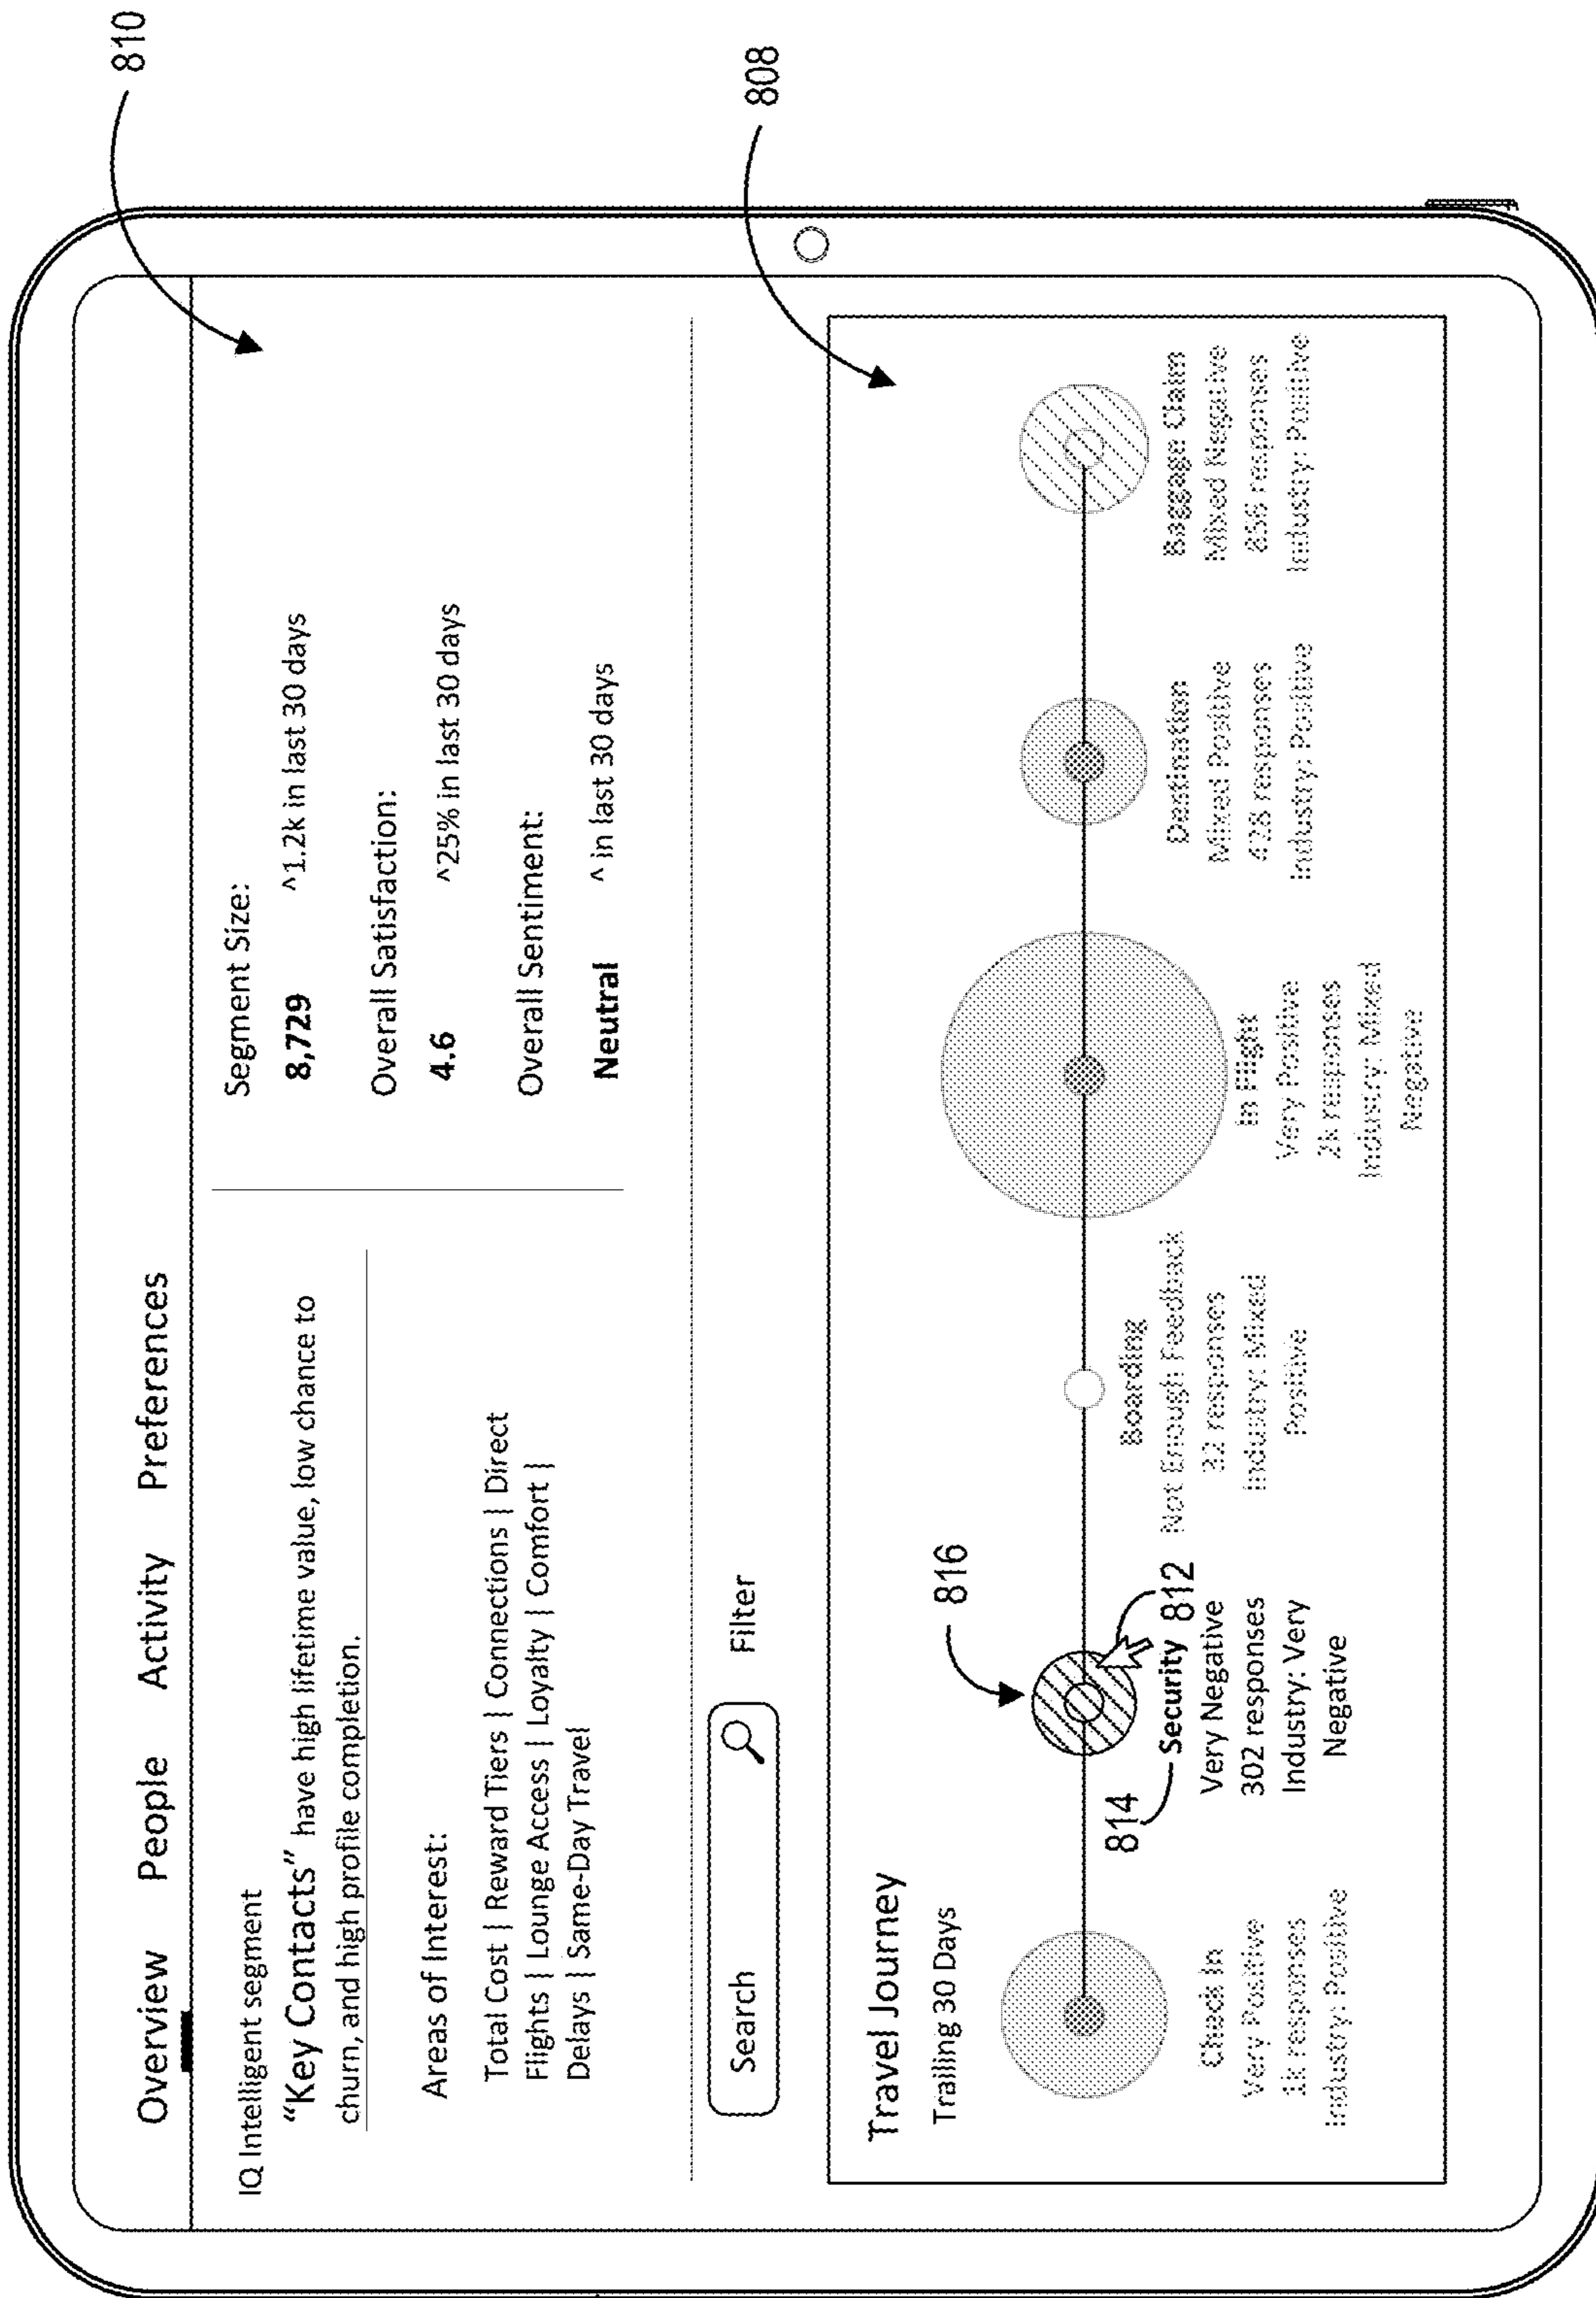 Overview People Activity Preferences
810
IQ Intelligent segment
“Key Contacts” have high lifetime value, low chance to
churn, and high profile completion.
Areas of Interest:
Total Cost | Reward Tiers | Connections | Direct
Flights | Lounge Access | Loyalty | Comfort |
Delays | Same-Day Travel
Segment Size:
8,729 ^1.2k in last 30 days
Overall Satisfaction:
4.6 ^25% in last 30 days
Overall Sentiment:
Neutral ^ in last 30 days
Search Filter
808
Travel Journey
Trailing 30 Days
Check In
Very Positive
1k responses
Industry: Positive
816
814
812
Security
Very Negative
302 responses
Industry: Very
Negative
Boarding
Not Enough Feedback
32 responses
Industry: Mixed
Positive
In Flight
Very Positive
2k responses
Industry: Mixed
Negative
Destination
Mixed Positive
428 responses
Industry: Positive
Baggage Claim
Mixed Negative
856 responses
Industry: Positive